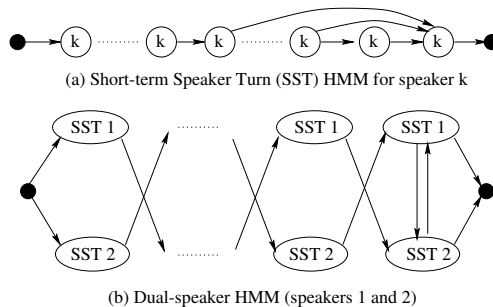 k k k k k k
(a) Short-term Speaker Turn (SST) HMM for speaker k
SST 1 SST 1 SST 1
SST 2 SST 2 SST 2
(b) Dual-speaker HMM (speakers 1 and 2)